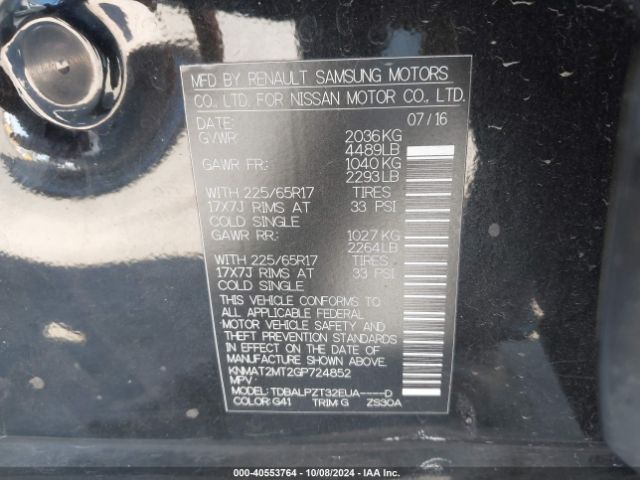 MFD BY RENAULT SAMSUNG MOTORS
CO., LTD. FOR NISSAN MOTOR CO., LTD.
DATE: 07/16
G/WR: 2036KG
4489LB
GAWR FR: 1040KG
2293LB
WITH 225/65R17 TIRES
17X7J RIMS AT 33 PSI
COLD SINGLE
GAWR RR: 1027KG
2264LB
WITH 225/65R17 TIRES
17X7J RIMS AT 33 PSI
COLD SINGLE
THIS VEHICLE CONFORMS TO
ALL APPLICABLE FEDERAL
MOTOR VEHICLE SAFETY AND
THEFT PREVENTION STANDARDS
IN EFFECT ON THE DATE OF
MANUFACTURE SHOWN ABOVE.
KNMAT2MT2GP724852
MPV
MODEL: TDBALPZT32EUA----D
COLOR: G41 TRIM: G ZS30A
000-40553764 - 10/08/2024 - IAA Inc.